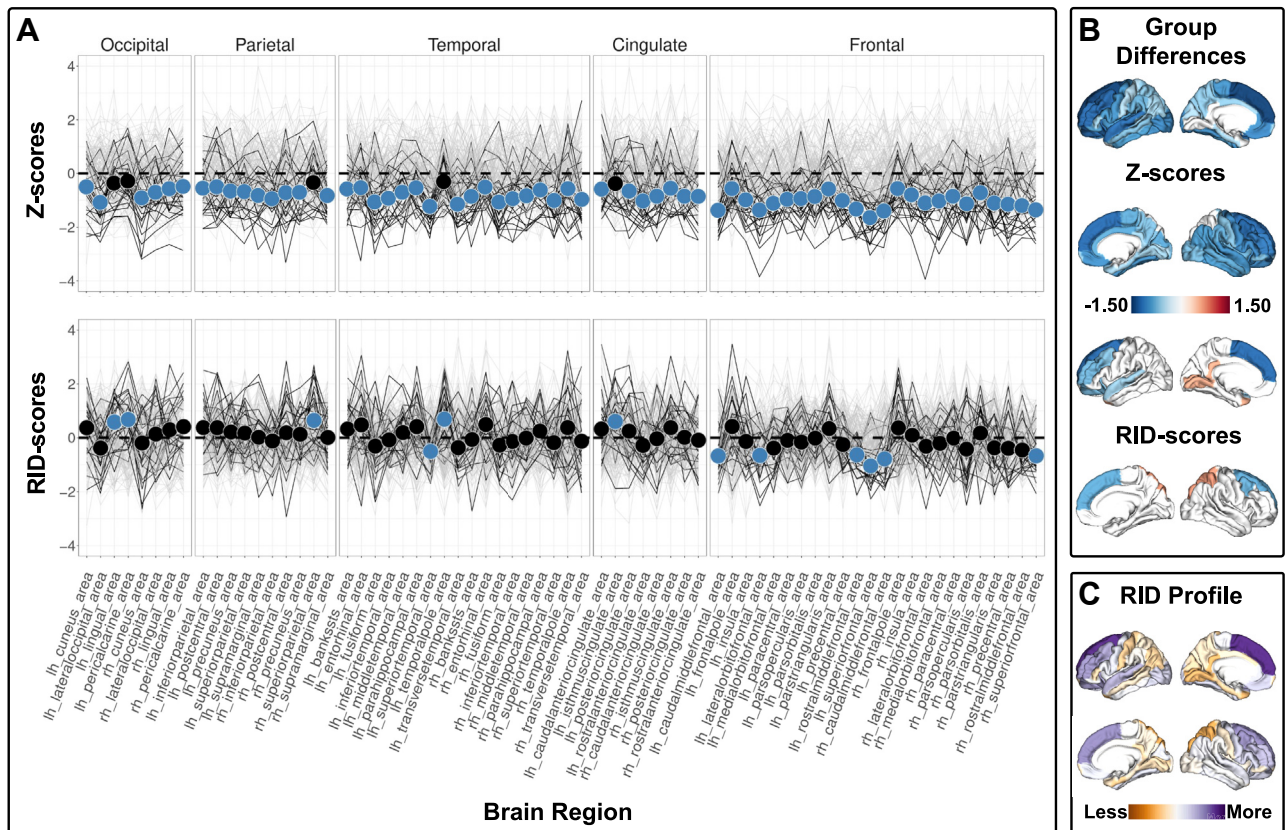 A
Occipital
Parietal
Temporal
Cingulate
Frontal
Z-scores
4
2
0
−2
−4
RID-scores
4
2
0
−2
−4
lh_cuneus_area
lh_lateraloccipital_area
lh_lingual_area
lh_pericalcarine_area
rh_cuneus_area
rh_lateraloccipital_area
rh_lingual_area
rh_pericalcarine_area
lh_inferiorparietal_area
lh_postcentral_area
lh_precuneus_area
lh_superiorparietal_area
lh_supramarginal_area
rh_inferiorparietal_area
rh_postcentral_area
rh_precuneus_area
rh_superiorparietal_area
rh_supramarginal_area
lh_bankssts_area
lh_entorhinal_area
lh_fusiform_area
lh_inferiortemporal_area
lh_middletemporal_area
lh_parahippocampal_area
lh_superiortemporal_area
lh_temporalpole_area
lh_transversetemporal_area
rh_bankssts_area
rh_entorhinal_area
rh_fusiform_area
rh_inferiortemporal_area
rh_middletemporal_area
rh_parahippocampal_area
rh_superiortemporal_area
rh_temporalpole_area
rh_transversetemporal_area
lh_caudalanteriorcingulate_area
lh_isthmuscingulate_area
lh_posteriorcingulate_area
lh_rostralanteriorcingulate_area
rh_caudalanteriorcingulate_area
rh_isthmuscingulate_area
rh_posteriorcingulate_area
rh_rostralanteriorcingulate_area
lh_caudalmiddlefrontal_area
lh_frontalpole_area
lh_insula_area
lh_lateralorbitofrontal_area
lh_medialorbitofrontal_area
lh_paracentral_area
lh_parsopercularis_area
lh_parsorbitalis_area
lh_parstriangularis_area
lh_precentral_area
lh_rostralmiddlefrontal_area
lh_superiorfrontal_area
rh_caudalmiddlefrontal_area
rh_frontalpole_area
rh_insula_area
rh_lateralorbitofrontal_area
rh_medialorbitofrontal_area
rh_paracentral_area
rh_parsopercularis_area
rh_parsorbitalis_area
rh_parstriangularis_area
rh_precentral_area
rh_rostralmiddlefrontal_area
rh_superiorfrontal_area
Brain Region
B
Group
Differences
Z-scores
-1.50
1.50
RID-scores
C
RID Profile
Less
More